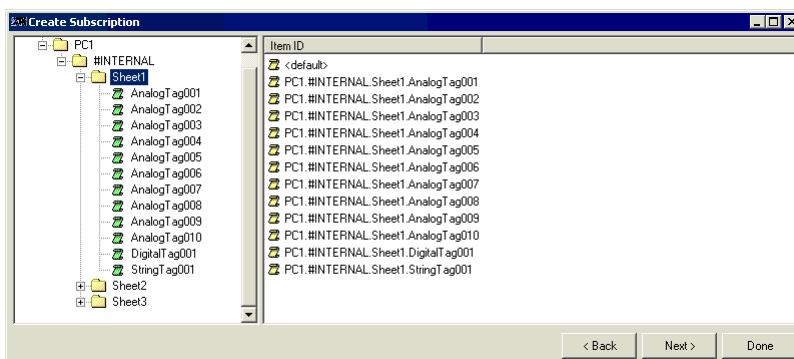 Create Subscription
PC1
#INTERNAL
Sheet1
AnalogTag001
AnalogTag002
AnalogTag003
AnalogTag004
AnalogTag005
AnalogTag006
AnalogTag007
AnalogTag008
AnalogTag009
AnalogTag010
DigitalTag001
StringTag001
Sheet2
Sheet3
Item ID
<default>
PC1.#INTERNAL.Sheet1.AnalogTag001
PC1.#INTERNAL.Sheet1.AnalogTag002
PC1.#INTERNAL.Sheet1.AnalogTag003
PC1.#INTERNAL.Sheet1.AnalogTag004
PC1.#INTERNAL.Sheet1.AnalogTag005
PC1.#INTERNAL.Sheet1.AnalogTag006
PC1.#INTERNAL.Sheet1.AnalogTag007
PC1.#INTERNAL.Sheet1.AnalogTag008
PC1.#INTERNAL.Sheet1.AnalogTag009
PC1.#INTERNAL.Sheet1.AnalogTag010
PC1.#INTERNAL.Sheet1.DigitalTag001
PC1.#INTERNAL.Sheet1.StringTag001
< Back
Next >
Done